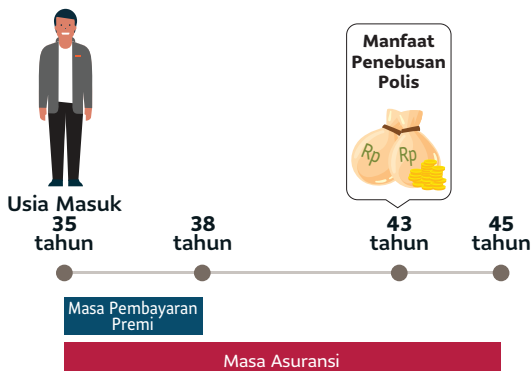 Manfaat
Penebusan
Polis
Rp Rp
Usia Masuk
35 tahun
38 tahun
43 tahun
45 tahun
Masa Pembayaran
Premi
Masa Asuransi